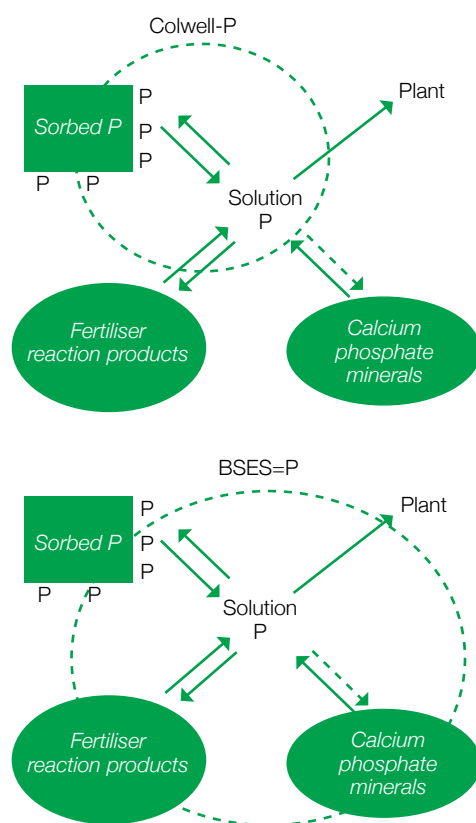 Colwell-P
Plant
P
Sorbed P
P
P
P P
Solution
P
Fertiliser
reaction products
Calcium
phosphate
minerals
BSES=P
Plant
P
Sorbed P
P
P
P P
Solution
P
Fertiliser
reaction products
Calcium
phosphate
minerals